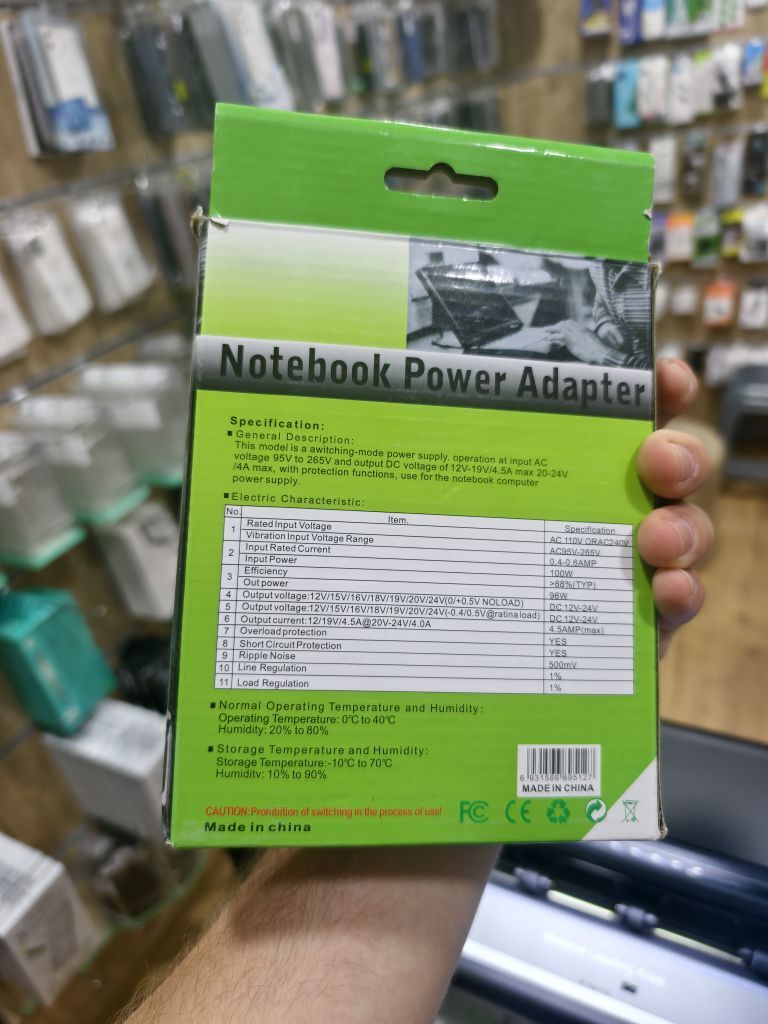 Notebook Power Adapter
Specification:
■ General Description:
This model is a awitching-mode power supply. operation at input AC
voltage 95V to 265V and output DC voltage of 12V-19V/4.5A max 20-24V
/4A max, with protection functions, use for the notebook computer
power supply.
■ Electric Characteristic:
No. Item. Specification
1 Rated Input Voltage AC 110V ORAC240V
Vibration Input Voltage Range AC95V-265V
2 Input Rated Current 0.4-0.6AMP
Input Power 100W
3 Efficiency >88%(TYP)
Out power 96W
4 Output voltage:12V/15V/16V/18V/19V/20V/24V(0/+0.5V NOLOAD) DC 12V-24V
5 Output voltage:12V/15V/16V/18V/19V/20V/24V(-0.4/0.5V@ratina load) DC 12V-24V
6 Output current:12/19V/4.5A@20V-24V/4.0A 4.5AMP(max)
7 Overload protection YES
8 Short Circuit Protection YES
9 Ripple Noise 500mV
10 Line Regulation 1%
11 Load Regulation 1%
■ Normal Operating Temperature and Humidity:
Operating Temperature: 0℃ to 40℃
Humidity: 20% to 80%
■ Storage Temperature and Humidity:
Storage Temperature:-10℃ to 70℃
Humidity: 10% to 90%
6 931566 895127
MADE IN CHINA
CAUTION:Prohibition of switching in the process of use!
Made in china
FC CE